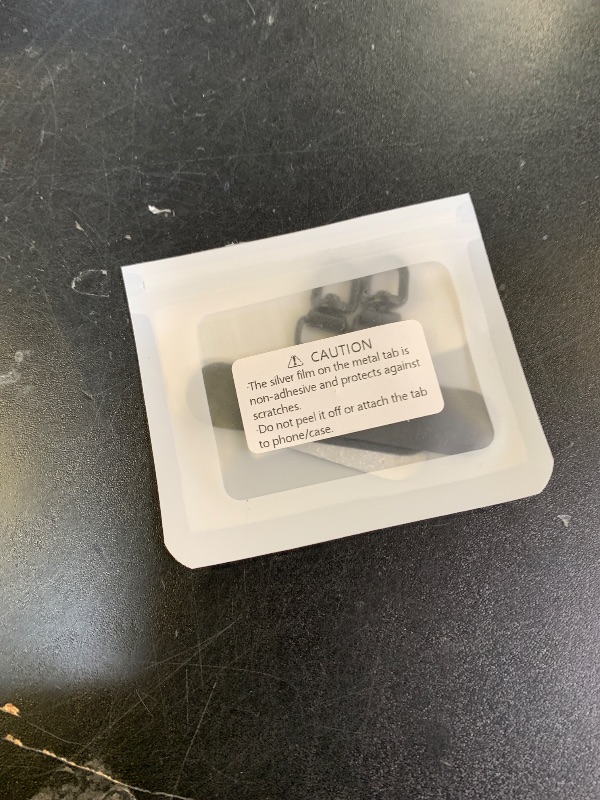 ⚠ CAUTION
·The silver film on the metal tab is
non-adhesive and protects against
scratches.
·Do not peel it off or attach the tab
to phone/case.